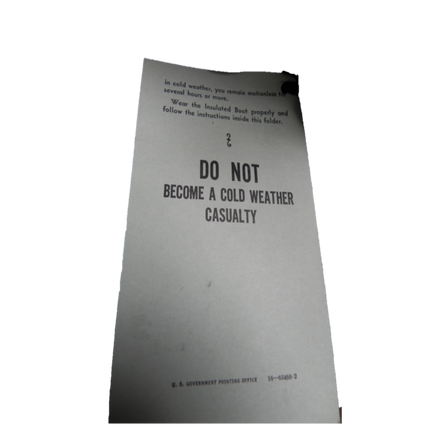 in cold weather, you remain motionless for
several hours or more.
Wear the Insulated Boot properly and
follow the instructions inside this folder.
DO NOT
BECOME A COLD WEATHER
CASUALTY
U. S. GOVERNMENT PRINTING OFFICE